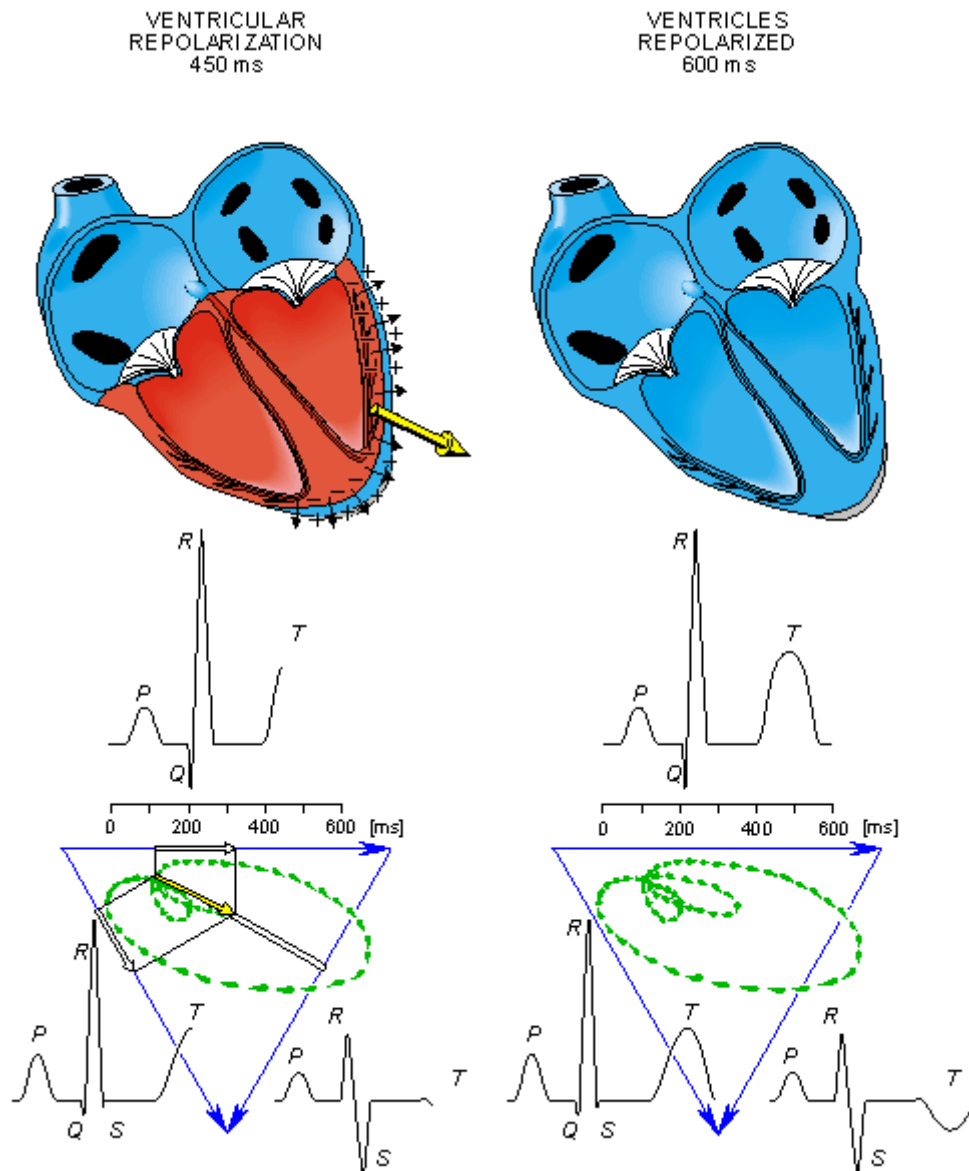 VENTRICULAR
REPOLARIZATION
450 ms
VENTRICLES
REPOLARIZED
600 ms
R
T
P
Q
R
T
P
Q
0 200 400 600 [ms]
0 200 400 600 [ms]
R
P
T
Q S
R
P
T
S
R
P
T
Q S
R
P
T
S